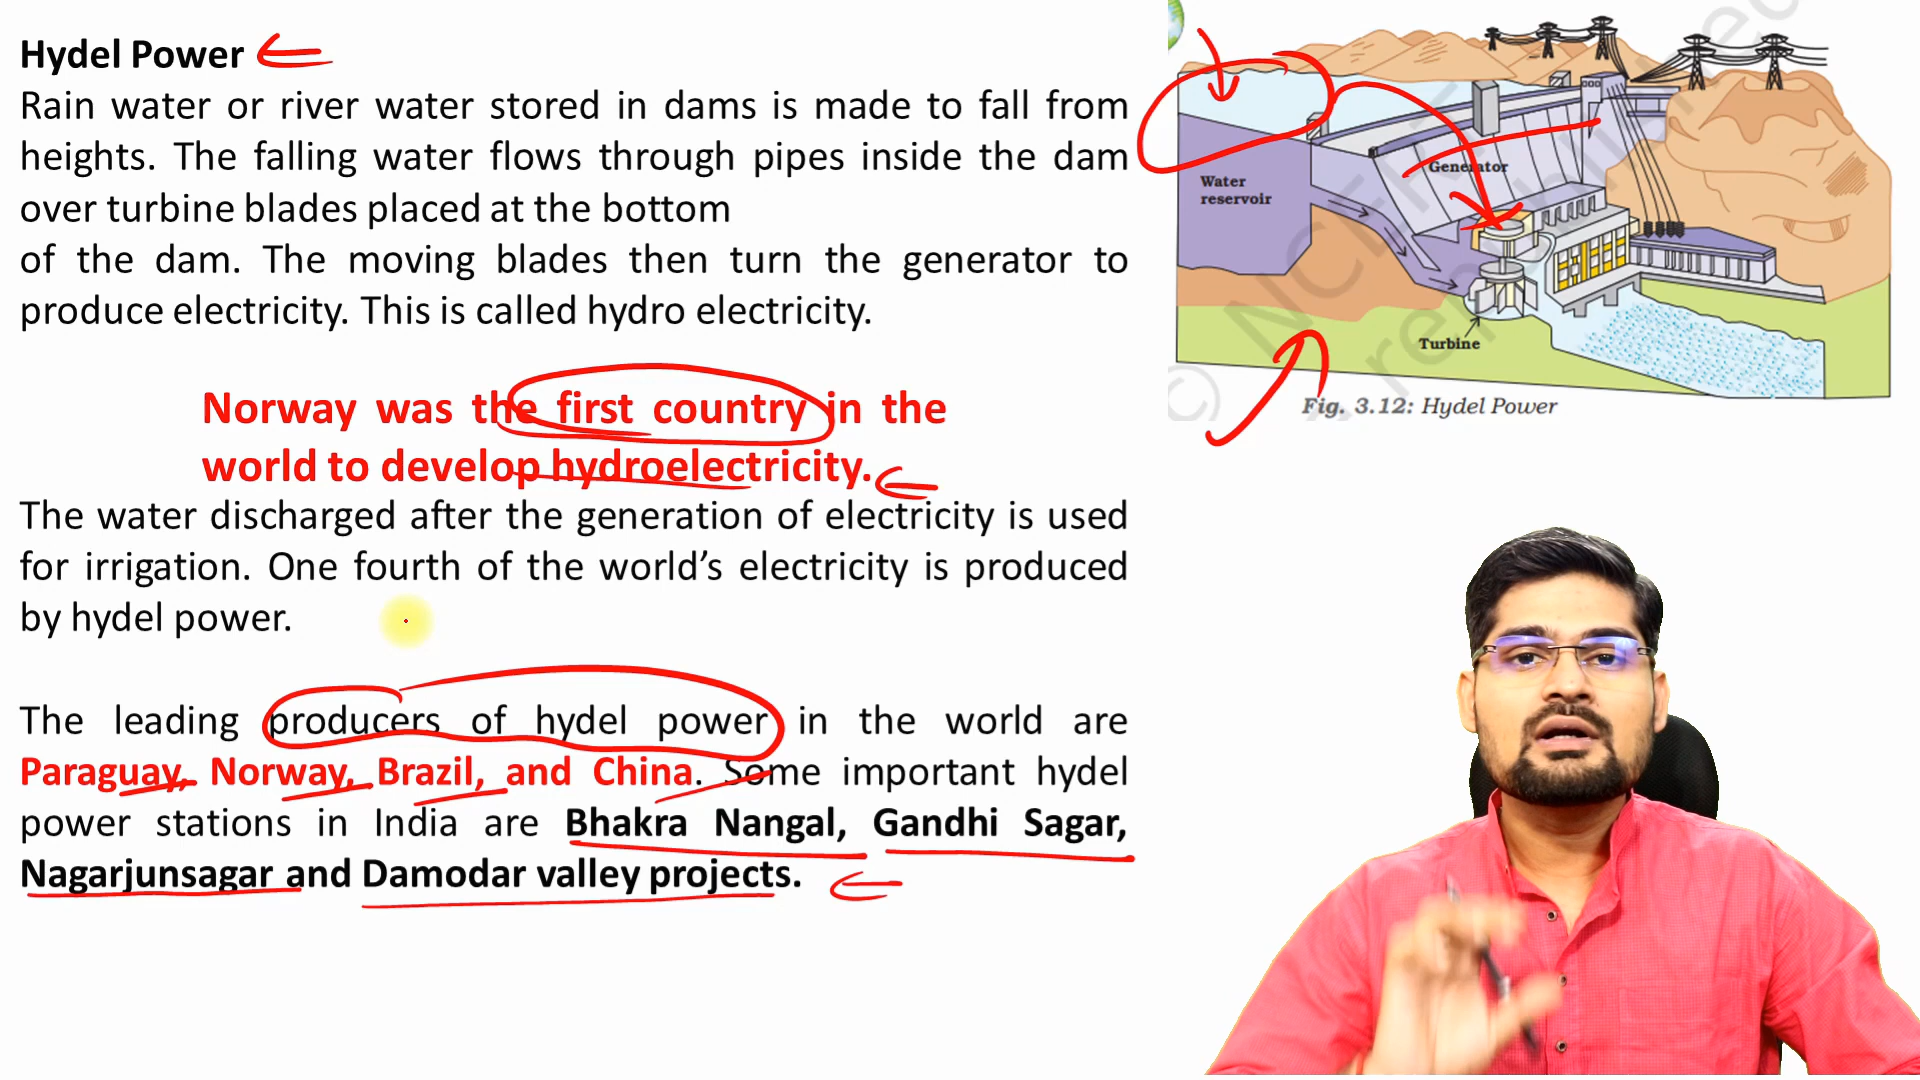 Hydel Power
Rain water or river water stored in dams is made to fall from
heights. The falling water flows through pipes inside the dam
over turbine blades placed at the bottom
of the dam. The moving blades then turn the generator to
produce electricity. This is called hydro electricity.
Norway was the first country in the
world to develop hydroelectricity.
The water discharged after the generation of electricity is used
for irrigation. One fourth of the world’s electricity is produced
by hydel power.
The leading producers of hydel power in the world are
Paraguay, Norway, Brazil, and China. Some important hydel
power stations in India are Bhakra Nangal, Gandhi Sagar,
Nagarjunsagar and Damodar valley projects.
Water
reservoir
Generator
Turbine
Fig. 3.12: Hydel Power